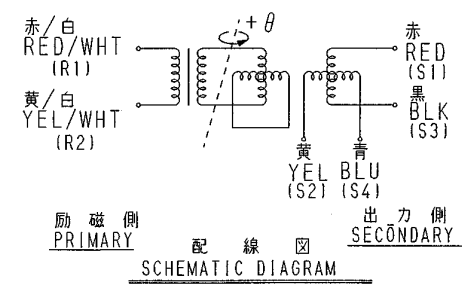 赤/白
RED/WHT
(R1)
黄/白
YEL/WHT
(R2)
+θ
赤
RED
(S1)
黒
BLK
(S3)
黄 青
YEL BLU
(S2) (S4)
励磁側
PRIMARY
出力側
SECONDARY
配線図
SCHEMATIC DIAGRAM